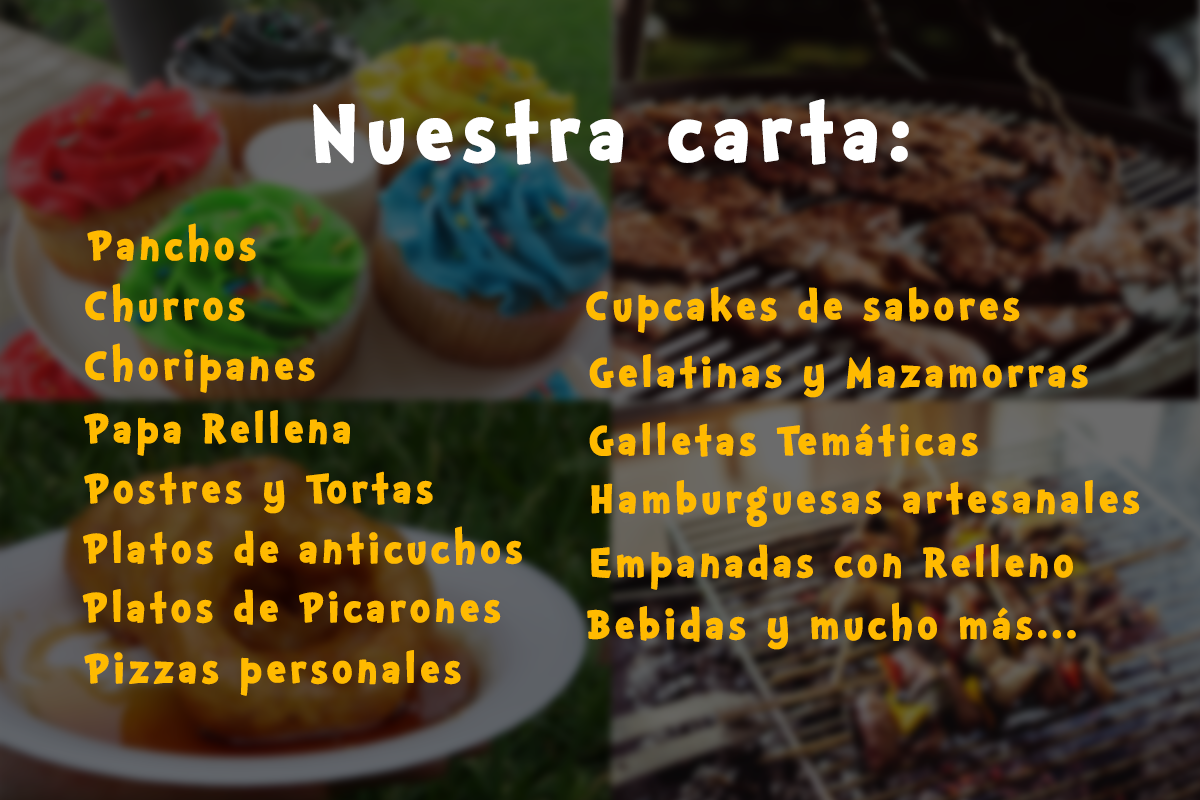 Nuestra carta:
Panchos
Churros
Choripanes
Papa Rellena
Postres y Tortas
Platos de anticuchos
Platos de Picarones
Pizzas personales
Cupcakes de sabores
Gelatinas y Mazamorras
Galletas Temáticas
Hamburguesas artesanales
Empanadas con Relleno
Bebidas y mucho más...